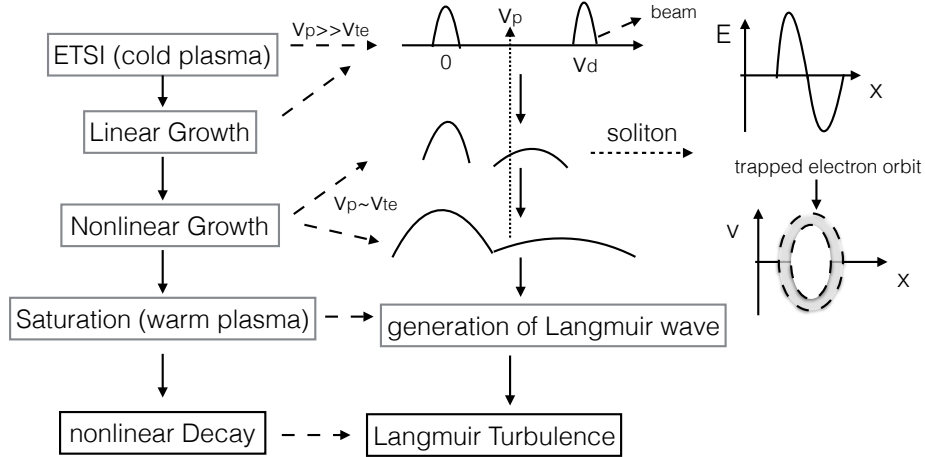 Vp>>Vte
Vp
beam
ETSI (cold plasma)
0
Vd
E
x
Linear Growth
soliton
trapped electron orbit
Nonlinear Growth
Vp~Vte
V
x
Saturation (warm plasma)
generation of Langmuir wave
nonlinear Decay
Langmuir Turbulence